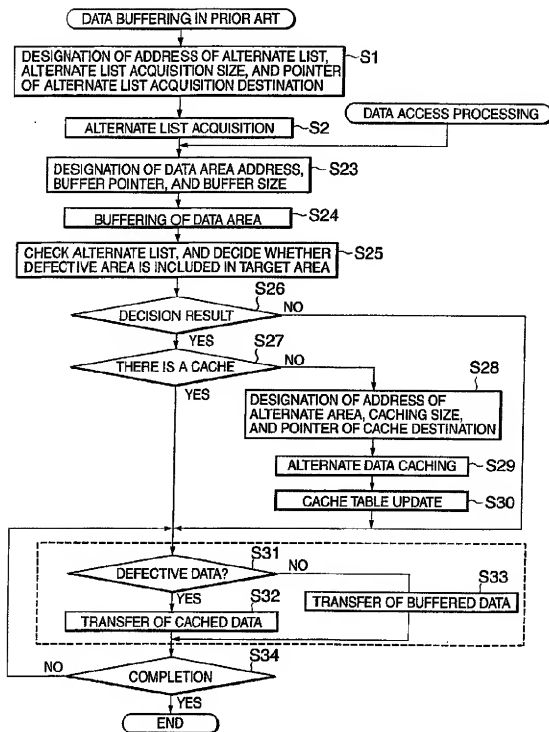 DATA BUFFERING IN PRIOR ART
DESIGNATION OF ADDRESS OF ALTERNATE LIST,
ALTERNATE LIST ACQUISITION SIZE, AND POINTER
OF ALTERNATE LIST ACQUISITION DESTINATION
S1
ALTERNATE LIST ACQUISITION
S2
DATA ACCESS PROCESSING
DESIGNATION OF DATA AREA ADDRESS,
BUFFER POINTER, AND BUFFER SIZE
S23
BUFFERING OF DATA AREA
S24
CHECK ALTERNATE LIST, AND DECIDE WHETHER
DEFECTIVE AREA IS INCLUDED IN TARGET AREA
S25
S26
DECISION RESULT
NO
YES
S27
THERE IS A CACHE
NO
YES
S28
DESIGNATION OF ADDRESS OF
ALTERNATE AREA, CACHING SIZE,
AND POINTER OF CACHE DESTINATION
ALTERNATE DATA CACHING
S29
CACHE TABLE UPDATE
S30
S31
DEFECTIVE DATA?
NO
YES
S32
S33
TRANSFER OF CACHED DATA
TRANSFER OF BUFFERED DATA
S34
NO
COMPLETION
YES
END